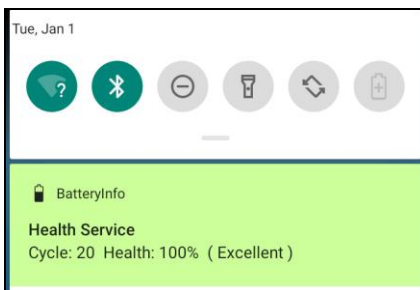 Tue, Jan 1
?
BatteryInfo
Health Service
Cycle: 20 Health: 100% ( Excellent )